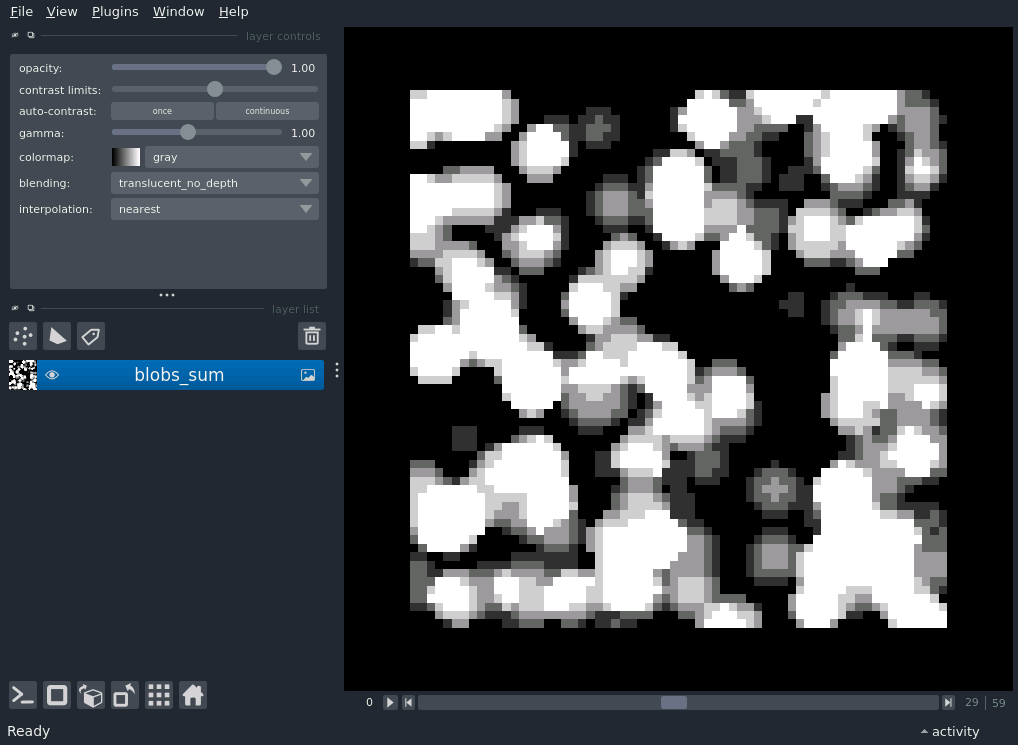 File View Plugins Window Help
layer controls
opacity: 1.00
contrast limits:
auto-contrast: once continuous
gamma: 1.00
colormap: gray
blending: translucent_no_depth
interpolation: nearest
layer list
blobs_sum
0 29 59
Ready activity